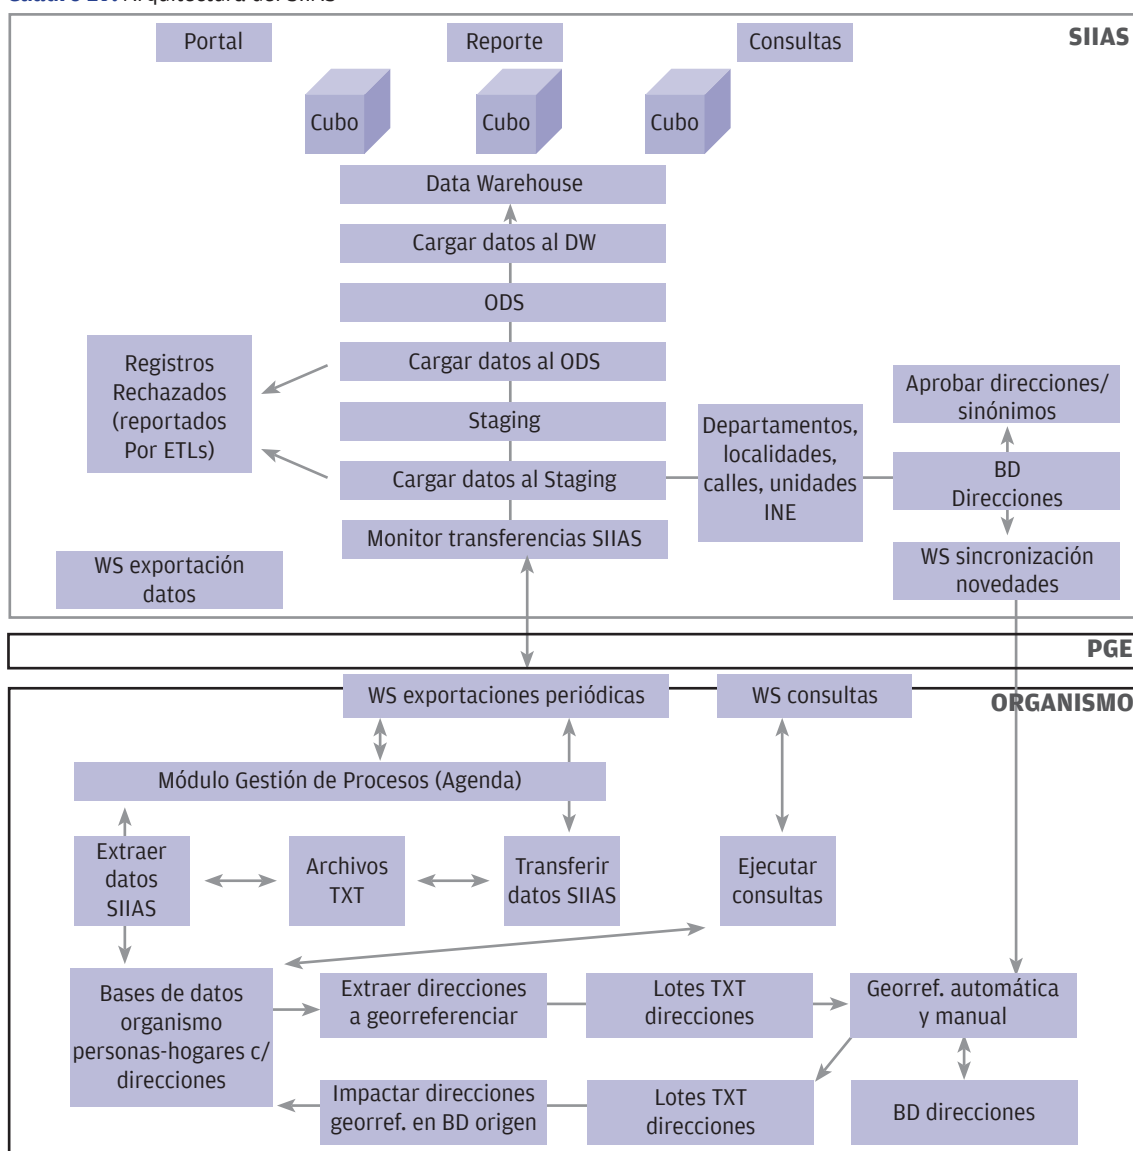 SIIAS
Portal
Reporte
Consultas
Cubo
Cubo
Cubo
Data Warehouse
Cargar datos al DW
ODS
Registros
Rechazados
(reportados
Por ETLs)
Cargar datos al ODS
Staging
Cargar datos al Staging
Monitor transferencias SIIAS
Departamentos,
localidades,
calles, unidades
INE
Aprobar direcciones/
sinónimos
BD
Direcciones
WS sincronización
novedades
WS exportación
datos
PGE
ORGANISMO
WS exportaciones periódicas
WS consultas
Módulo Gestión de Procesos (Agenda)
Extraer
datos
SIIAS
Archivos
TXT
Transferir
datos SIIAS
Ejecutar
consultas
Bases de datos
organismo
personas-hogares c/
direcciones
Extraer direcciones
a georreferenciar
Lotes TXT
direcciones
Georref. automática
y manual
Impactar direcciones
georref. en BD origen
Lotes TXT
direcciones
BD direcciones